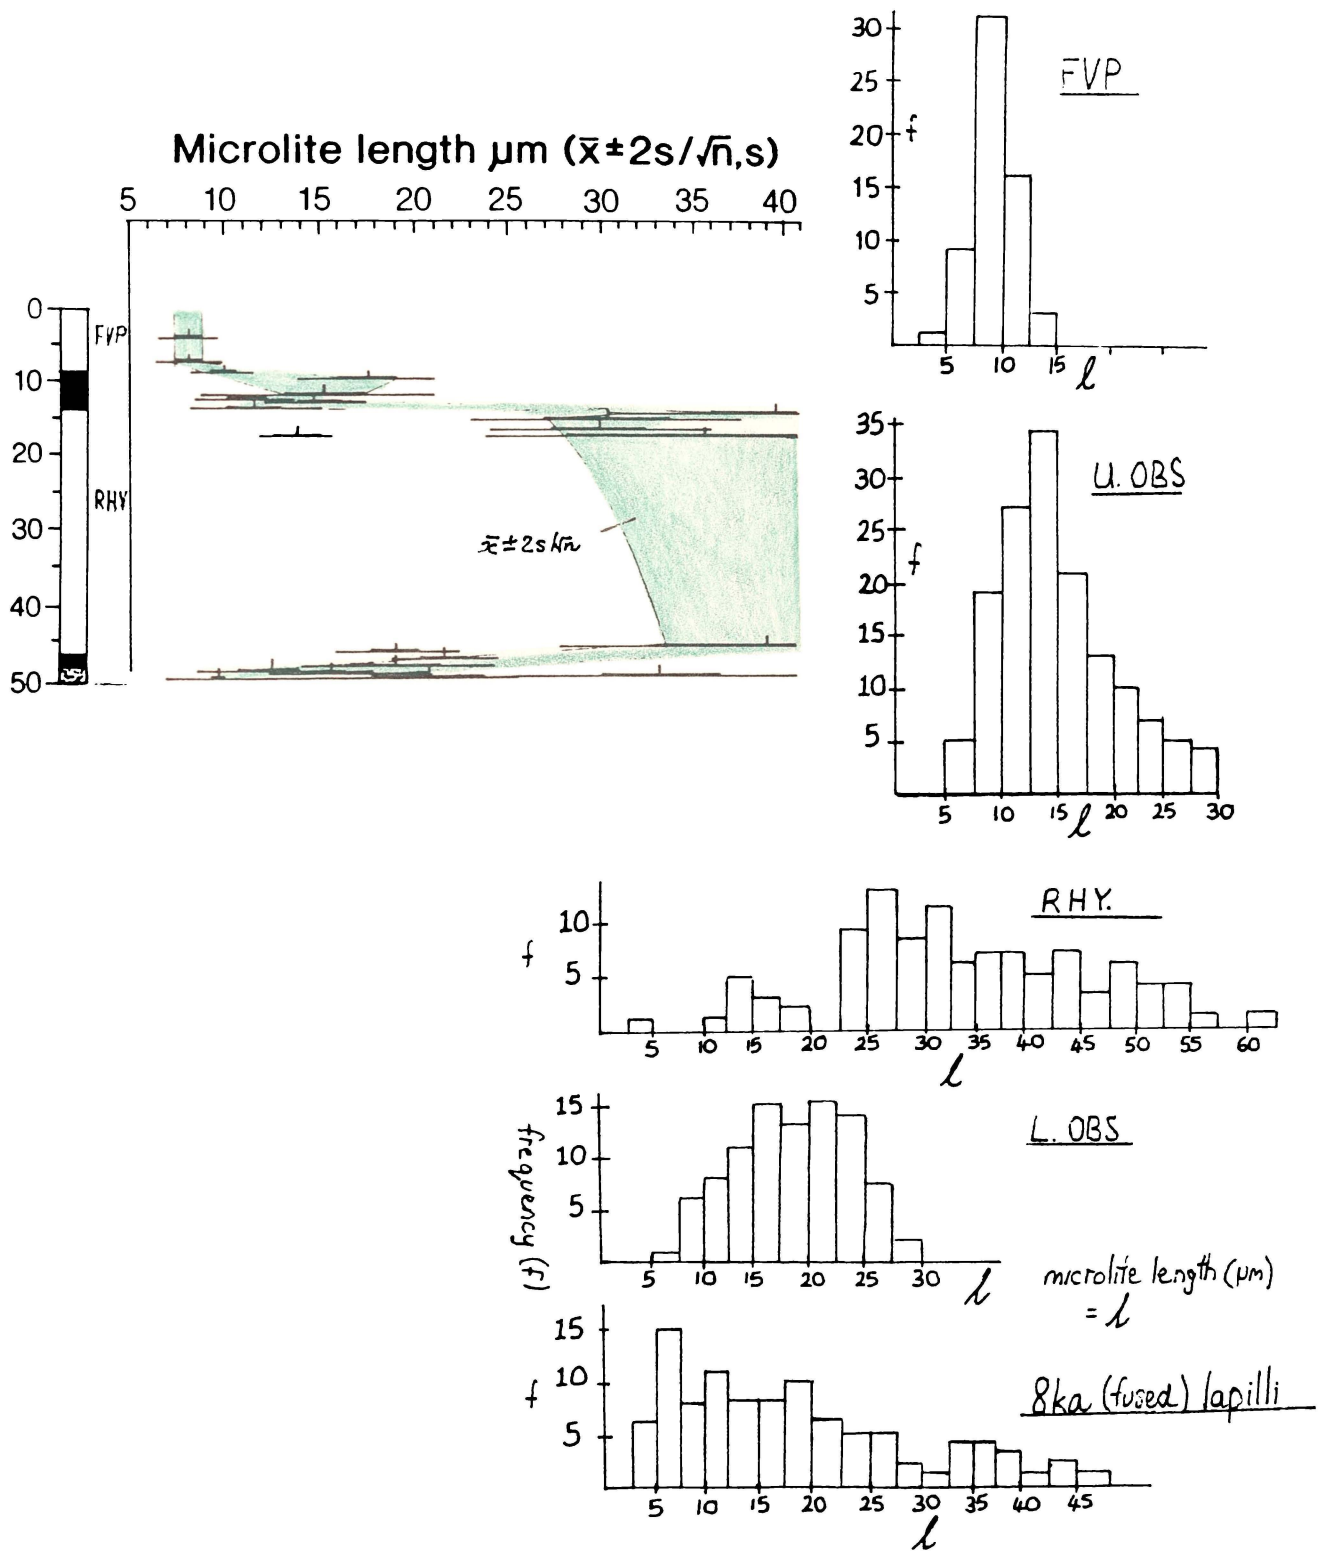 Microlite length µm (x̄±2s/√n̄,s)
5 10 15 20 25 30 35 40
0
10
20
30
40
50
FVP
RHY
x̄±2s/√n
FVP
30
25
20
15
10
5
f
5 10 15
l
U. OBS
35
30
25
20
15
10
5
f
5 10 15 20 25 30
l
RHY.
10
5
f
5 10 15 20 25 30 35 40 45 50 55 60
l
L. OBS
15
10
5
frequency (f)
5 10 15 20 25 30
l
microlite length (µm)
= l
8ka (fused) lapilli
15
10
5
f
5 10 15 20 25 30 35 40 45
l